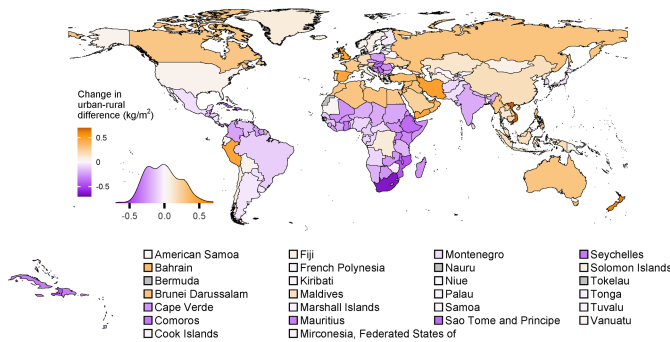 Change in
urban-rural
difference (kg/m²)
0.5
0.0
-0.5
-0.5 0.0 0.5
American Samoa
Bahrain
Bermuda
Brunei Darussalam
Cape Verde
Comoros
Cook Islands
Fiji
French Polynesia
Kiribati
Maldives
Marshall Islands
Mauritius
Mirconesia, Federated States of
Montenegro
Nauru
Niue
Palau
Samoa
Sao Tome and Principe
Seychelles
Solomon Islands
Tokelau
Tonga
Tuvalu
Vanuatu